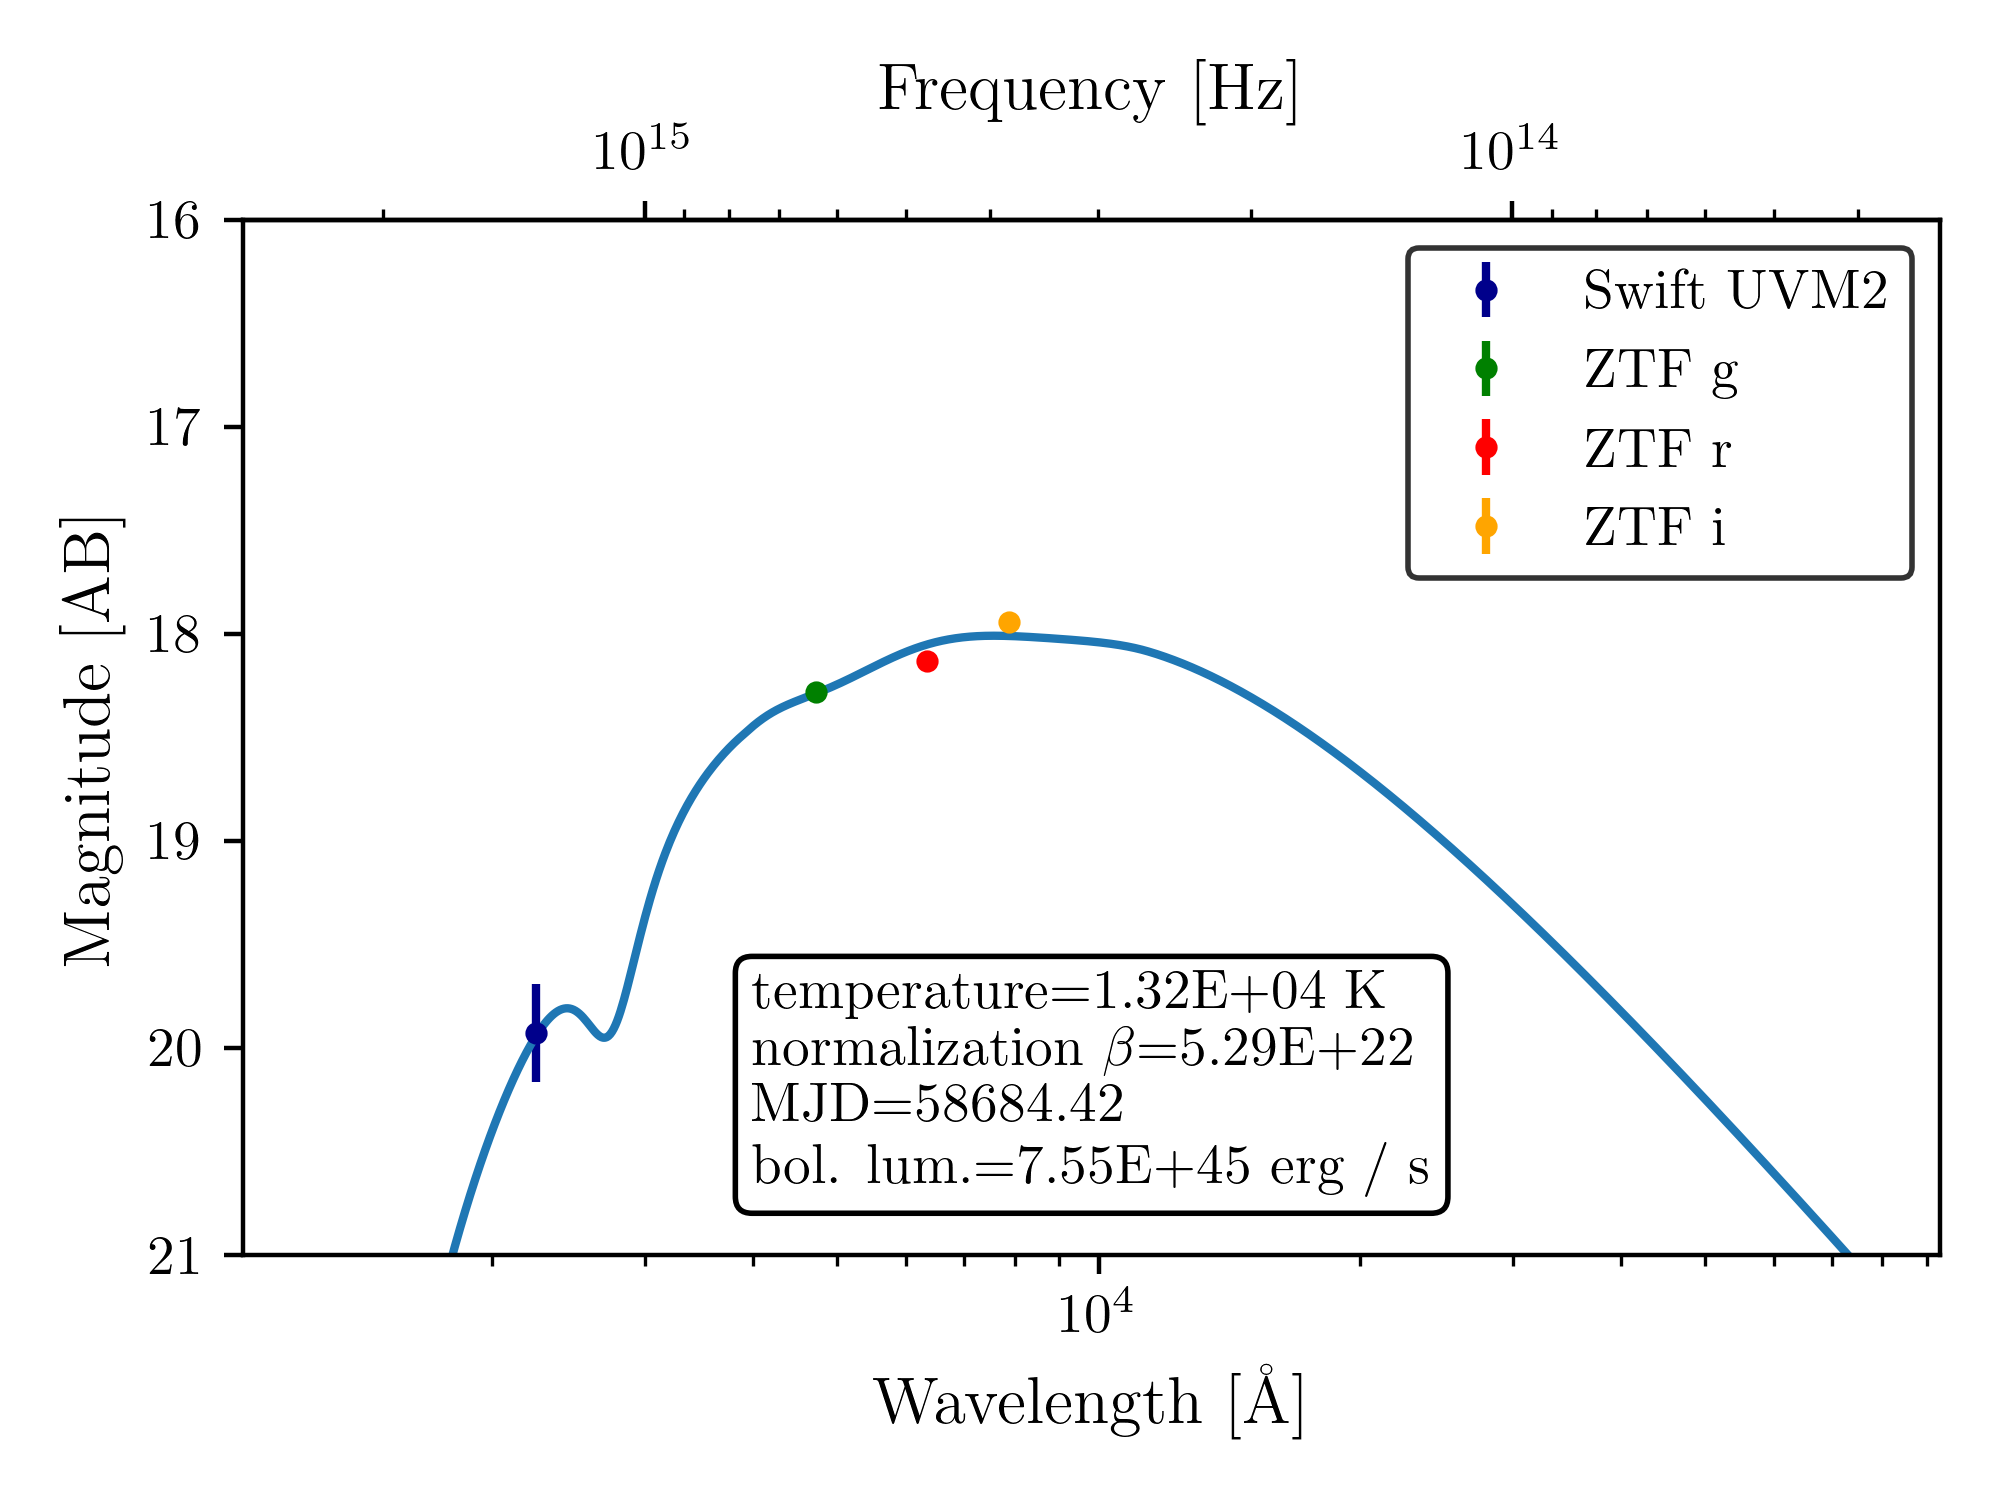 Frequency [Hz]
10^15 10^14
16
17
18
19
20
21
Magnitude [AB]
Swift UVM2
ZTF g
ZTF r
ZTF i
temperature=1.32E+04 K
normalization β=5.29E+22
MJD=58684.42
bol. lum.=7.55E+45 erg / s
10^4
Wavelength [Å]